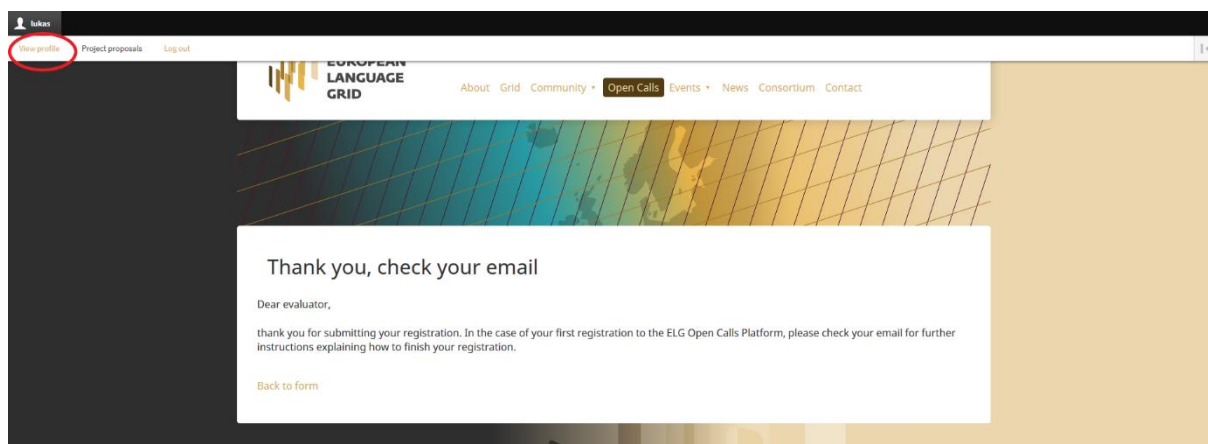 lukas
View profile Project proposals Log out
EUROPEAN
LANGUAGE
GRID
About Grid Community Open Calls Events News Consortium Contact
Thank you, check your email
Dear evaluator,
thank you for submitting your registration. In the case of your first registration to the ELG Open Calls Platform, please check your email for further
instructions explaining how to finish your registration.
Back to form